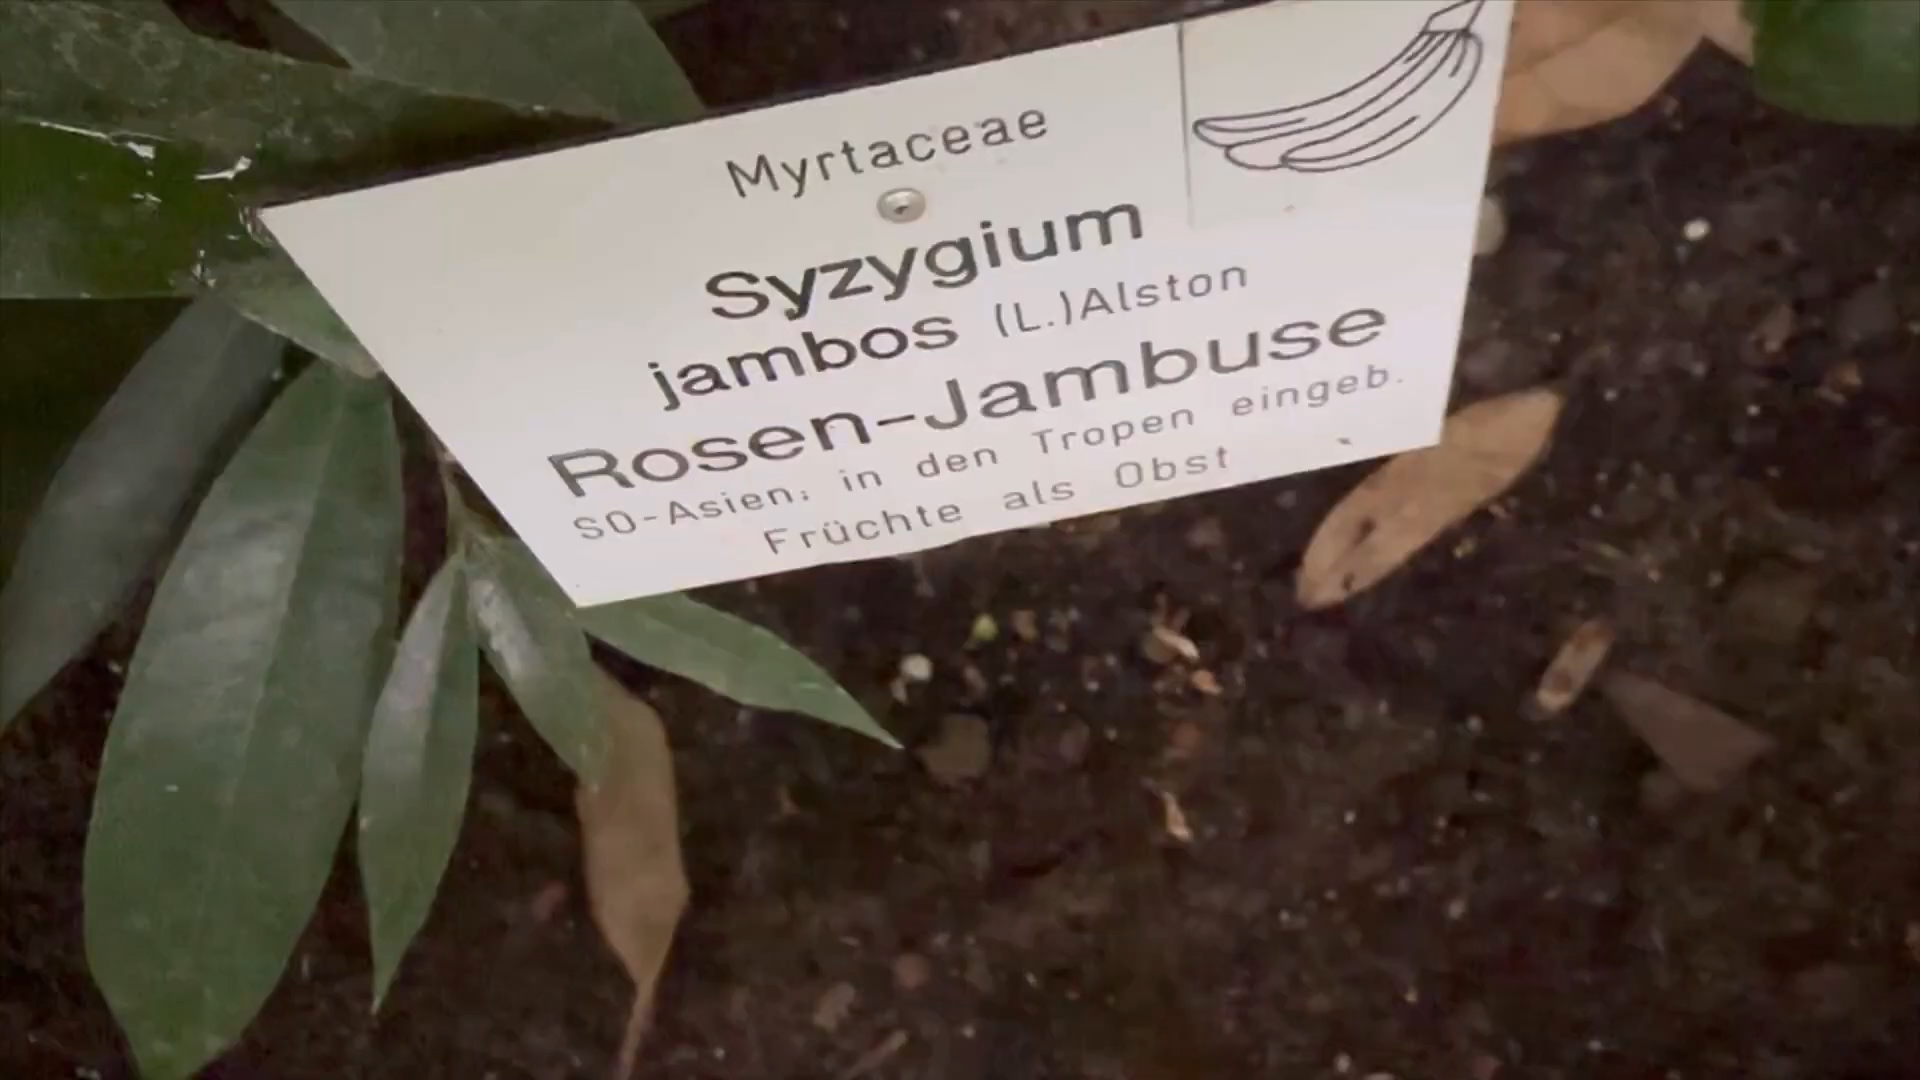 Myrtaceae
Syzygium
jambos (L.)Alston
Rosen-Jambuse
SO-Asien; in den Tropen eingeb.
Früchte als Obst